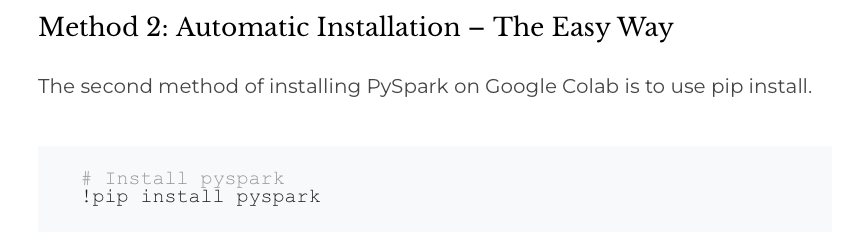 Method 2: Automatic Installation – The Easy Way
The second method of installing PySpark on Google Colab is to use pip install.
# Install pyspark
!pip install pyspark